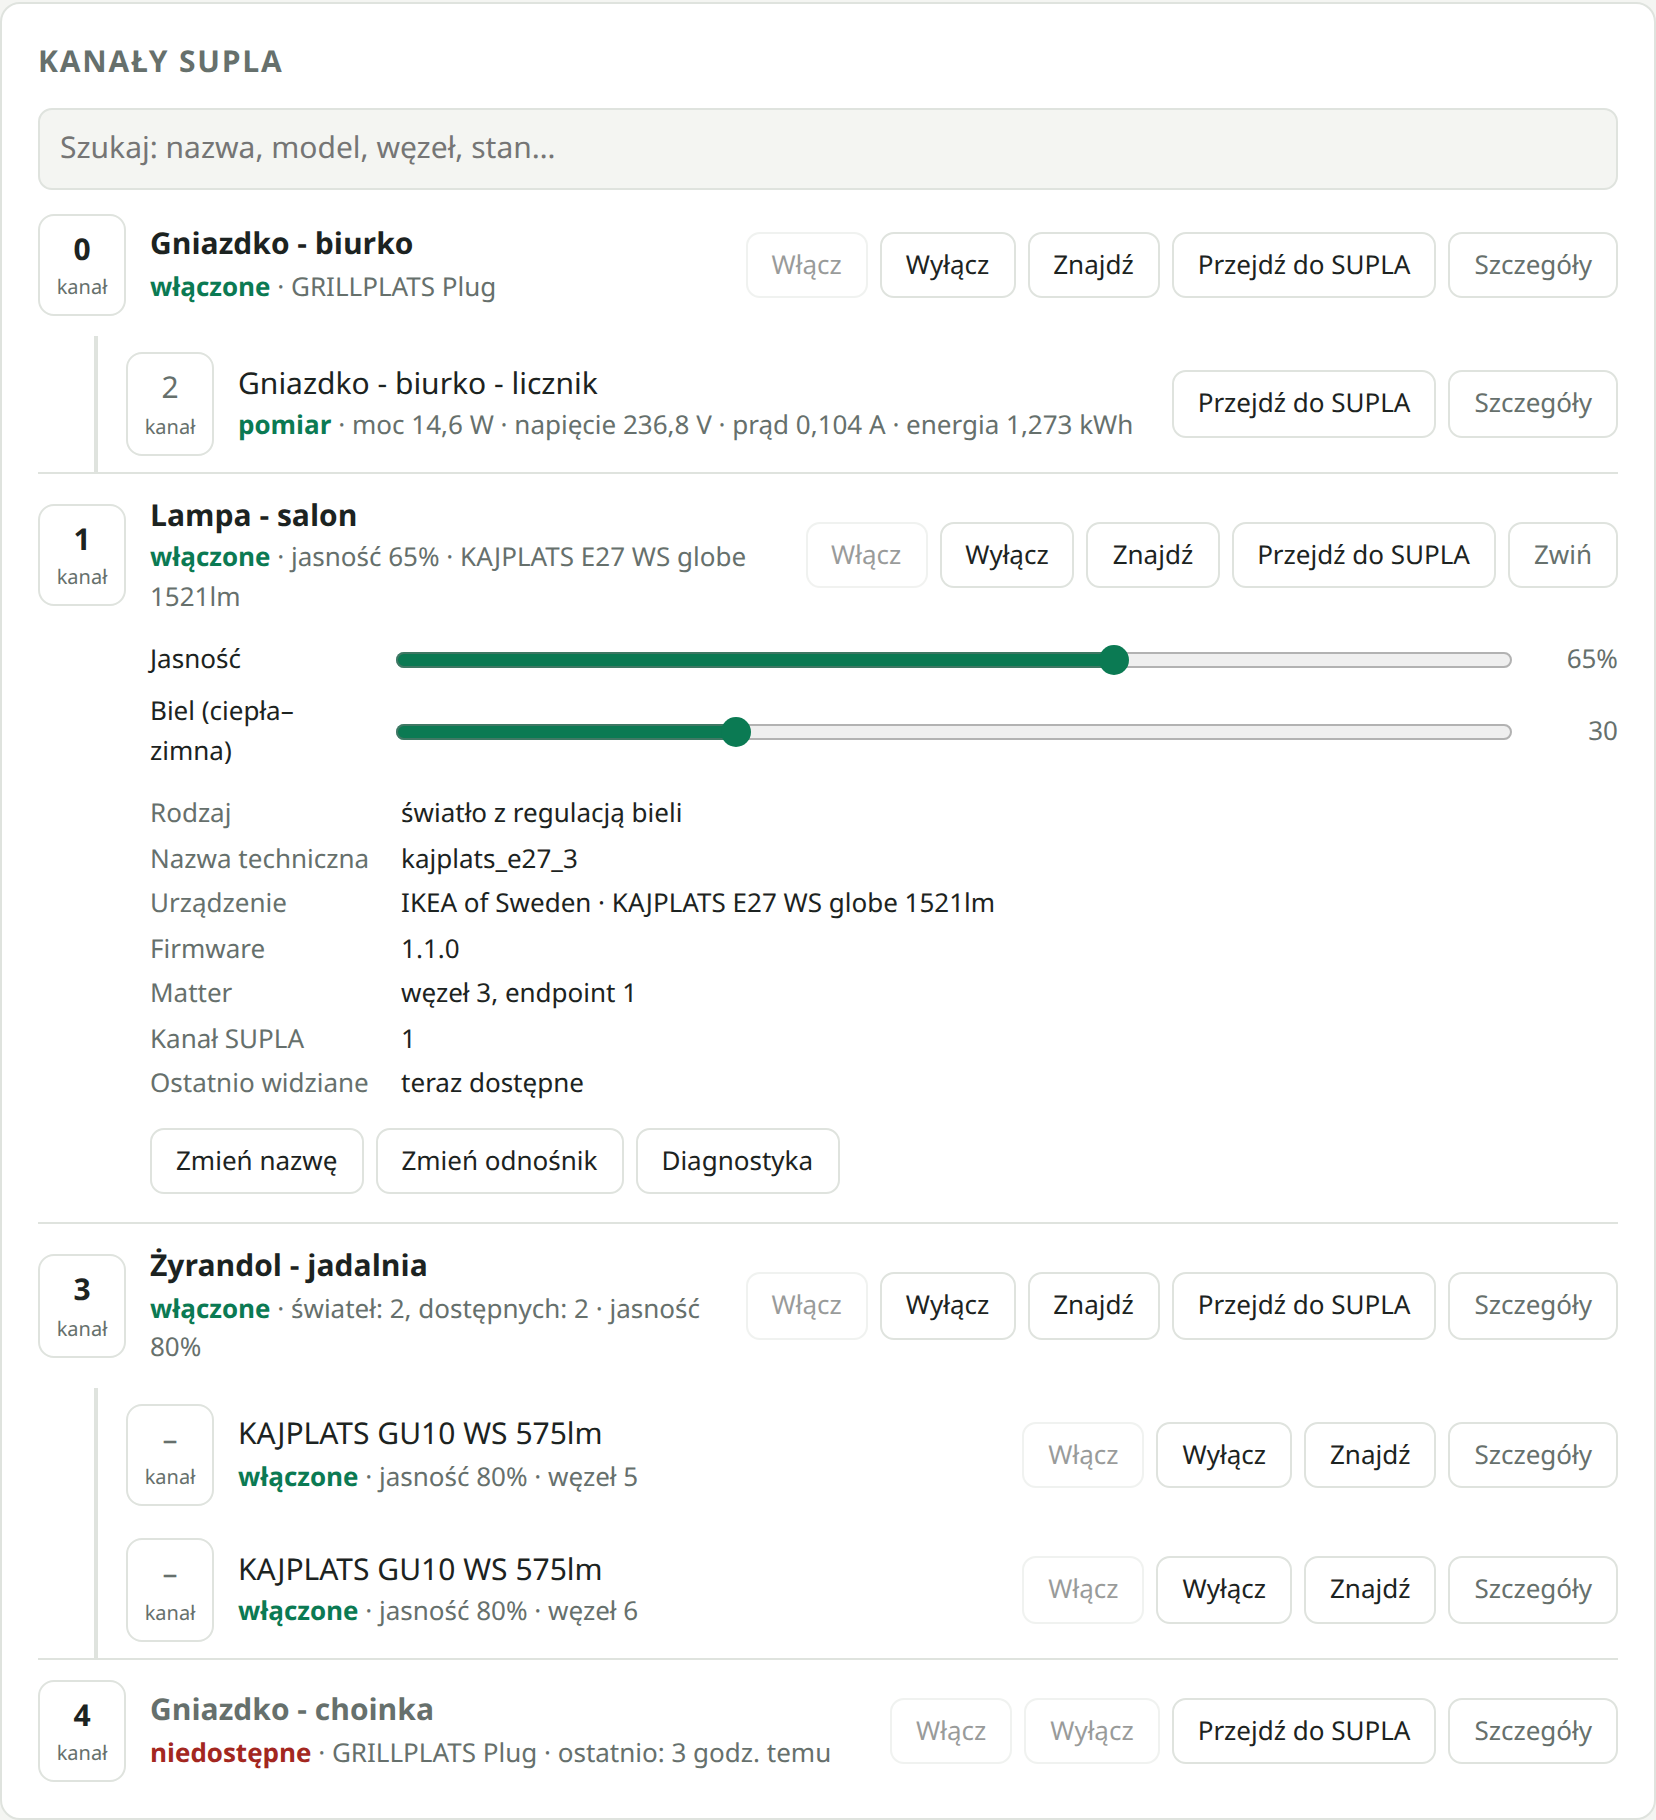 KANAŁY SUPLA
Szukaj: nazwa, model, węzeł, stan...
0
kanał
Gniazdko - biurko
włączone · GRILLPLATS Plug
Włącz
Wyłącz
Znajdź
Przejdź do SUPLA
Szczegóły
2
kanał
Gniazdko - biurko - licznik
pomiar · moc 14,6 W · napięcie 236,8 V · prąd 0,104 A · energia 1,273 kWh
Przejdź do SUPLA
Szczegóły
1
kanał
Lampa - salon
włączone · jasność 65% · KAJPLATS E27 WS globe
1521lm
Włącz
Wyłącz
Znajdź
Przejdź do SUPLA
Zwiń
Jasność
65%
Biel (ciepła–
zimna)
30
Rodzaj światło z regulacją bieli
Nazwa techniczna kajplats_e27_3
Urządzenie IKEA of Sweden · KAJPLATS E27 WS globe 1521lm
Firmware 1.1.0
Matter węzeł 3, endpoint 1
Kanał SUPLA 1
Ostatnio widziane teraz dostępne
Zmień nazwę
Zmień odnośnik
Diagnostyka
3
kanał
Żyrandol - jadalnia
włączone · świateł: 2, dostępnych: 2 · jasność
80%
Włącz
Wyłącz
Znajdź
Przejdź do SUPLA
Szczegóły
–
kanał
KAJPLATS GU10 WS 575lm
włączone · jasność 80% · węzeł 5
Włącz
Wyłącz
Znajdź
Szczegóły
–
kanał
KAJPLATS GU10 WS 575lm
włączone · jasność 80% · węzeł 6
Włącz
Wyłącz
Znajdź
Szczegóły
4
kanał
Gniazdko - choinka
niedostępne · GRILLPLATS Plug · ostatnio: 3 godz. temu
Włącz
Wyłącz
Przejdź do SUPLA
Szczegóły